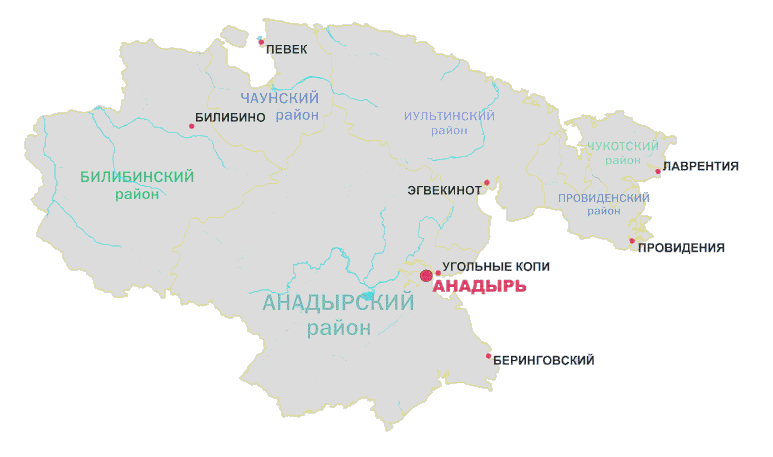 ПЕВЕК
ЧАУНСКИЙ
район
БИЛИБИНО
ИУЛЬТИНСКИЙ
район
ЧУКОТСКИЙ
район
ЛАВРЕНТИЯ
БИЛИБИНСКИЙ
район
ЭГВЕКИНОТ
ПРОВИДЕНСКИЙ
район
ПРОВИДЕНИЯ
УГОЛЬНЫЕ КОПИ
АНАДЫРЬ
АНАДЫРСКИЙ
район
БЕРИНГОВСКИЙ